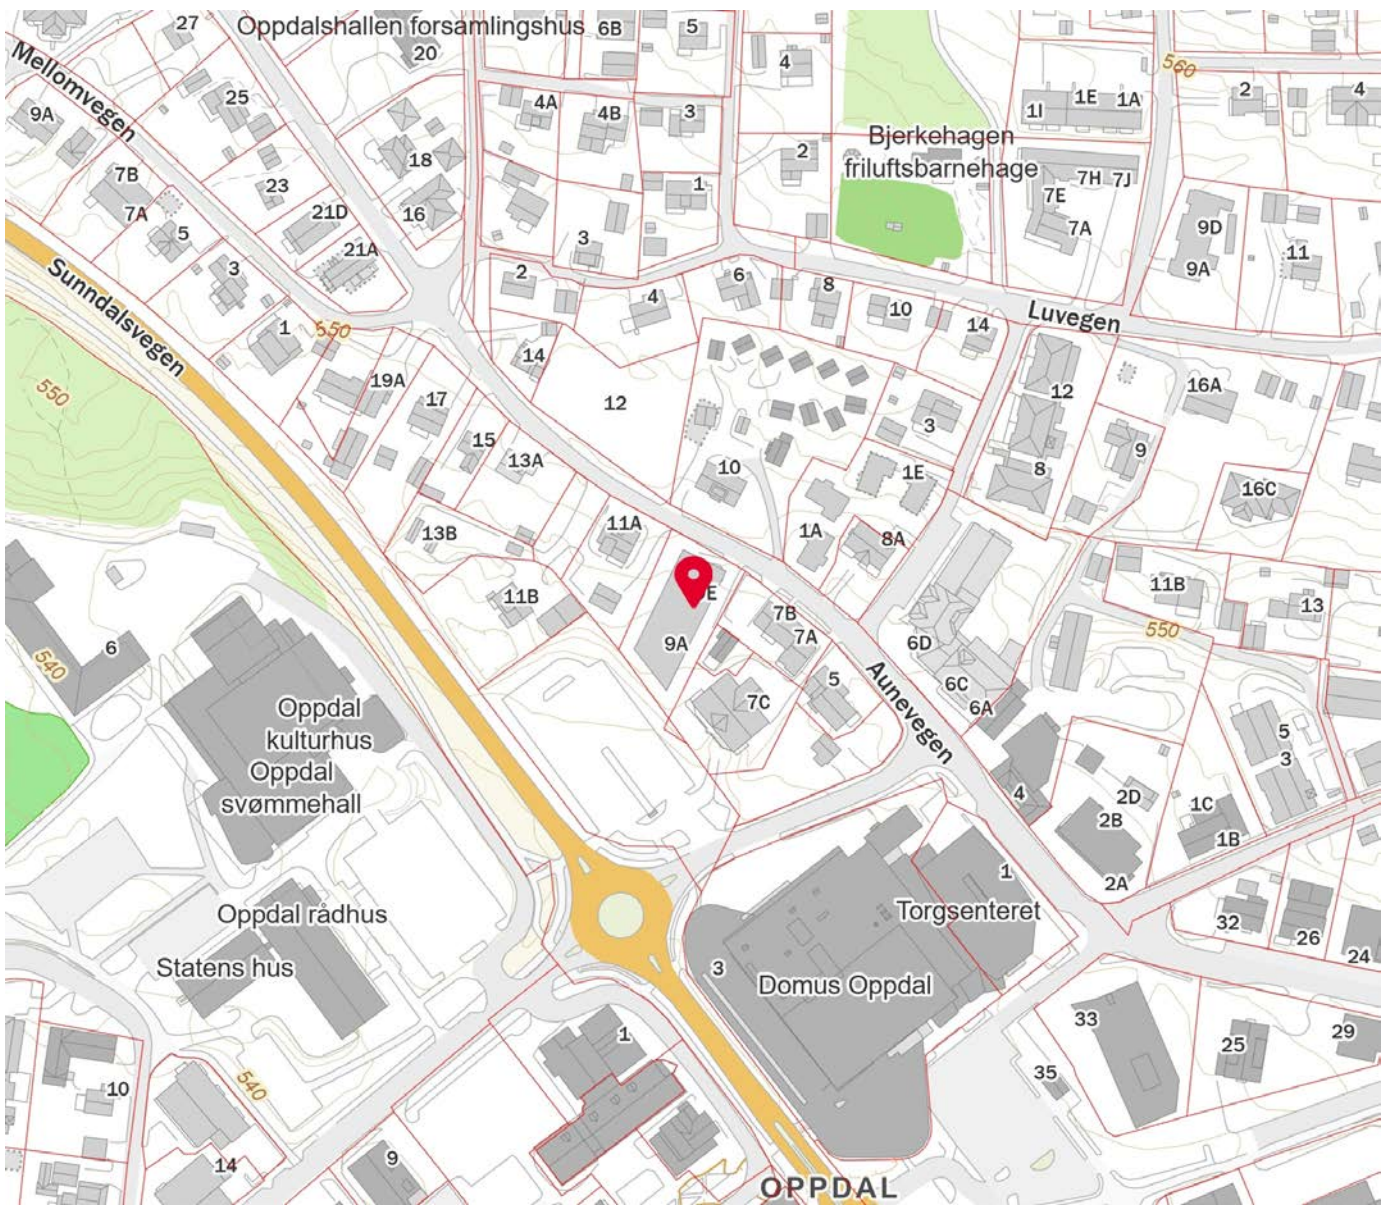 27
Oppdalshallen forsamlingshus
6B
5
20
Mellomvegen
4
560
9A
25
4A
4B
3
1I
1E
1A
2
4
18
2
Bjerkehagen
friluftsbarnehage
7B
7A
23
16
1
7H
7J
7E
7A
5
21D
21A
3
9D
9A
11
Sunndalsvegen
3
2
4
6
8
10
14
Luvegen
1
550
14
550
19A
17
12
3
12
16A
15
13A
10
1E
8
9
16C
13B
11A
1A
8A
11B
E
9A
7B
7A
11B
13
550
6
540
6D
6C
6A
5
7C
Aunevegen
Oppdal
kulturhus
Oppdal
svømmehall
4
2D
2B
2A
1C
1B
5
3
1
Oppdal rådhus
Torgsenteret
32
26
24
Statens hus
3
Domus Oppdal
33
25
29
35
1
10
540
14
9
OPPDAL